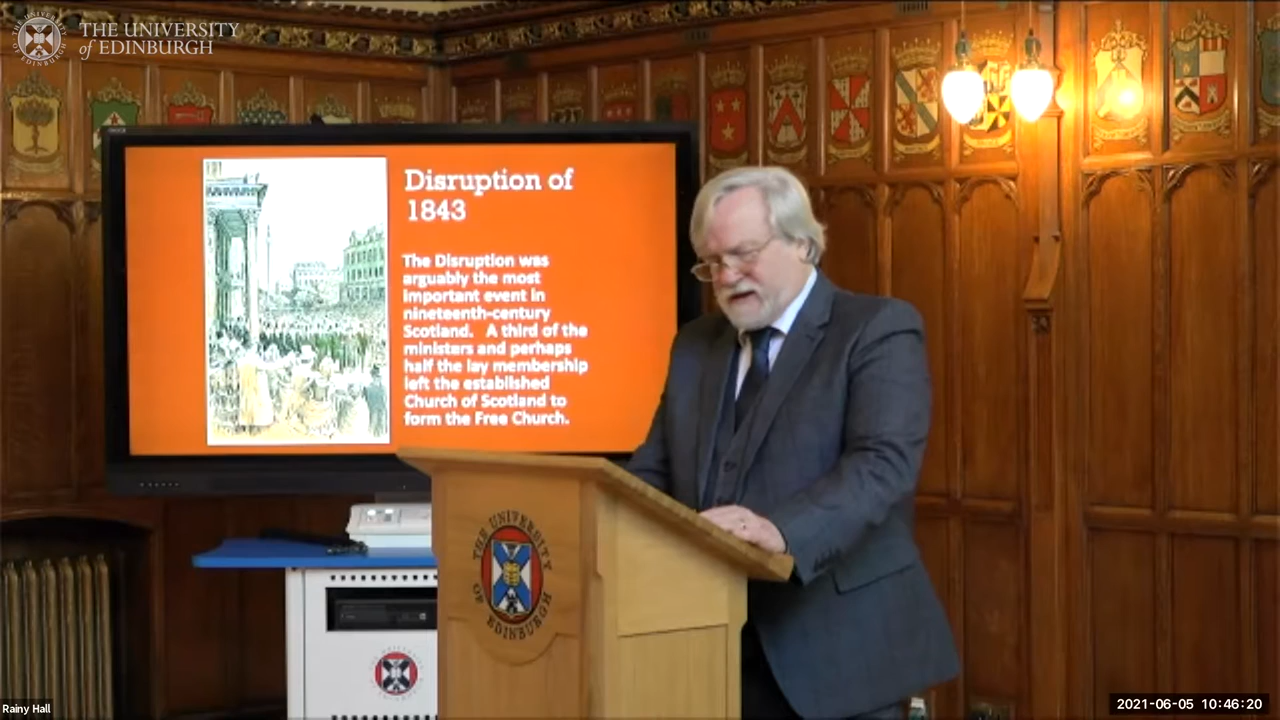 THE UNIVERSITY
of EDINBURGH
Disruption of
1843
The Disruption was
arguably the most
important event in
nineteenth-century
Scotland. A third of the
ministers and perhaps
half the lay membership
left the established
Church of Scotland to
form the Free Church.
THE UNIVERSITY
OF EDINBURGH
Rainy Hall
2021-06-05 10:46:20